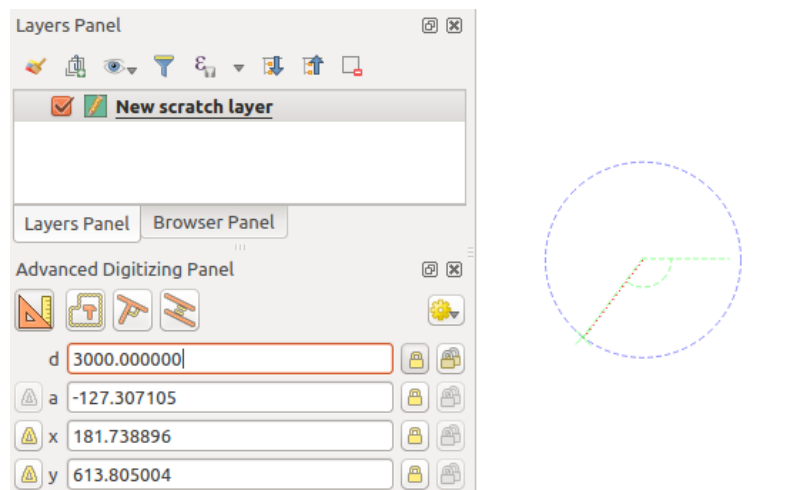 Layers Panel
New scratch layer
Layers Panel
Browser Panel
Advanced Digitizing Panel
d 3000.000000
a -127.307105
x 181.738896
y 613.805004